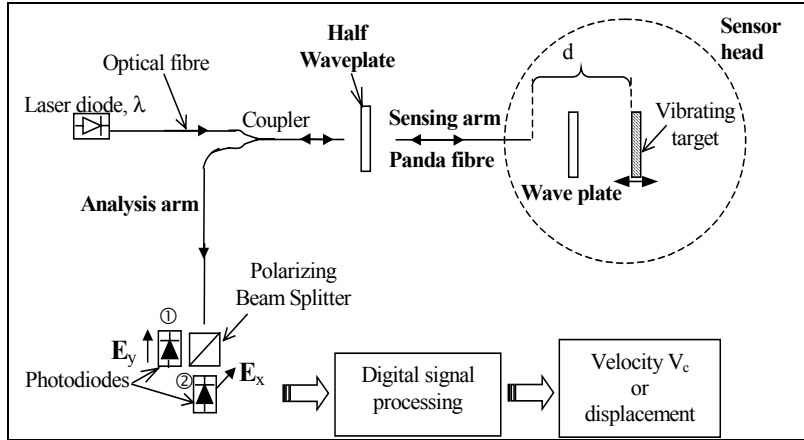 Half
Waveplate
Sensor
head
Optical fibre
Laser diode, λ
Coupler
Sensing arm
Panda fibre
d
Vibrating
target
Wave plate
Analysis arm
Polarizing
Beam Splitter
①
E_y
Photodiodes
②
E_x
Digital signal
processing
Velocity V_c
or
displacement